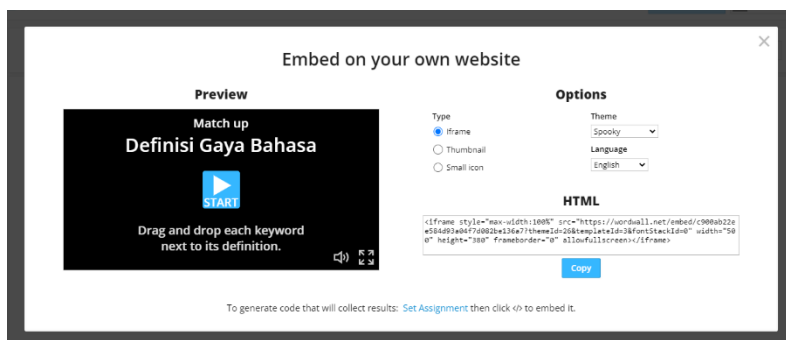 Embed on your own website
Preview
Match up
Definisi Gaya Bahasa
START
Drag and drop each keyword
next to its definition.
Options
Type
Iframe
Thumbnail
Small icon
Theme
Spooky
Language
English
HTML
<iframe style="max-width:100%" src="https://wordwall.net/embed/c900ab22e
e584d93a04f7d082be136a7?themeId=26&templateId=3&fontStackId=0" width="50
0" height="380" frameborder="0" allowfullscreen></iframe>
Copy
To generate code that will collect results: Set Assignment then click </> to embed it.